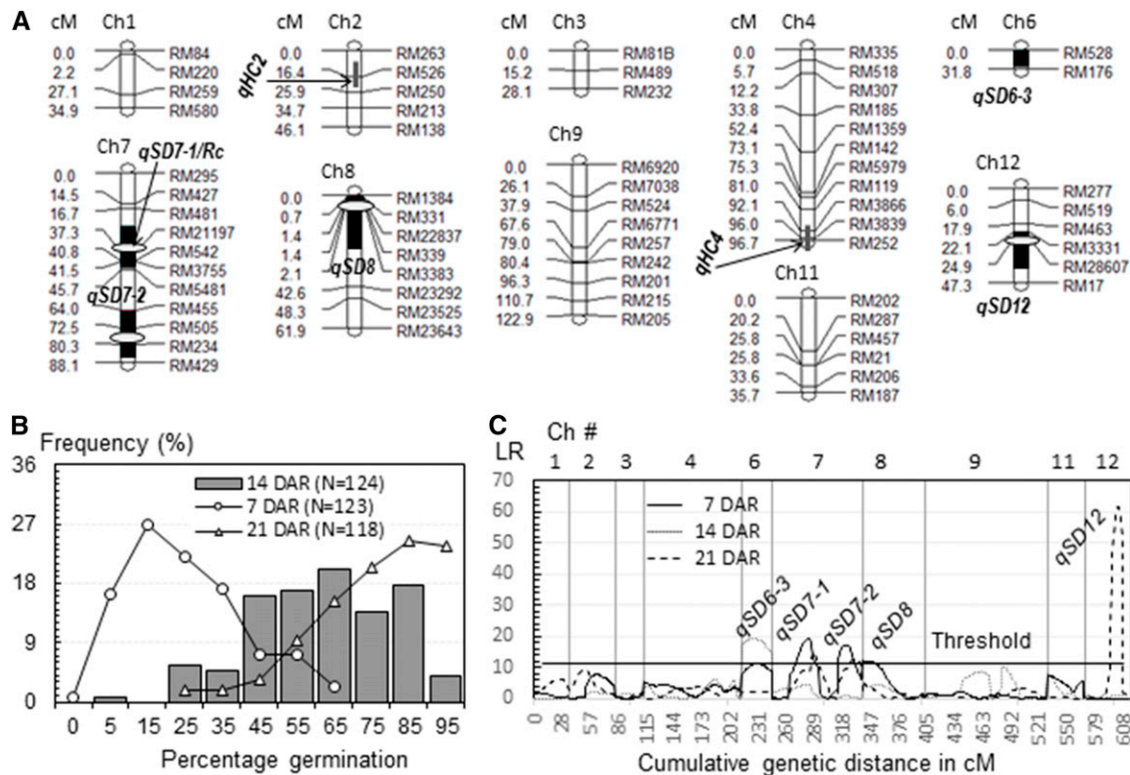 A
cM Ch1
0.0 RM84
2.2 RM220
27.1 RM259
34.9 RM580
cM Ch2
0.0 RM263
16.4 RM526
25.9 RM250
34.7 RM213
46.1 RM138
qHC2
cM Ch3
0.0 RM81B
15.2 RM489
28.1 RM232
cM Ch4
0.0 RM335
5.7 RM518
12.2 RM307
33.8 RM185
52.4 RM1359
73.1 RM142
75.3 RM5979
81.0 RM119
92.1 RM3866
96.0 RM3839
96.7 RM252
qHC4
cM Ch6
0.0 RM528
31.8 RM176
qSD6-3
Ch7 qSD7-1/Rc
0.0 RM295
14.5 RM427
16.7 RM481
37.3 RM21197
40.8 RM542
41.5 RM3755
45.7 RM5481
qSD7-2
64.0 RM455
72.5 RM505
80.3 RM234
88.1 RM429
Ch8
0.0 RM1384
0.7 RM331
1.4 RM22837
1.4 RM339
2.1 RM3383
qSD8
42.6 RM23292
48.3 RM23525
61.9 RM23643
Ch9
0.0 RM6920
26.1 RM7038
37.9 RM524
67.6 RM6771
79.0 RM257
80.4 RM242
96.3 RM201
110.7 RM215
122.9 RM205
Ch11
0.0 RM202
20.2 RM287
25.8 RM457
25.8 RM21
33.6 RM206
35.7 RM187
Ch12
0.0 RM277
6.0 RM519
17.9 RM463
22.1 RM3331
24.9 RM28607
47.3 RM17
qSD12
B
Frequency (%)
36
27
18
9
0
14 DAR (N=124)
7 DAR (N=123)
21 DAR (N=118)
0 5 15 25 35 45 55 65 75 85 95
Percentage germination
C
Ch #
LR 1 2 3 4 6 7 8 9 11 12
70
60
50
40
30
20
10
0
7 DAR
14 DAR
21 DAR
qSD6-3
qSD7-1
qSD7-2
qSD8
qSD12
Threshold
0 28 57 86 115 144 173 202 231 260 289 318 347 376 405 434 463 492 521 550 579 608
Cumulative genetic distance in cM